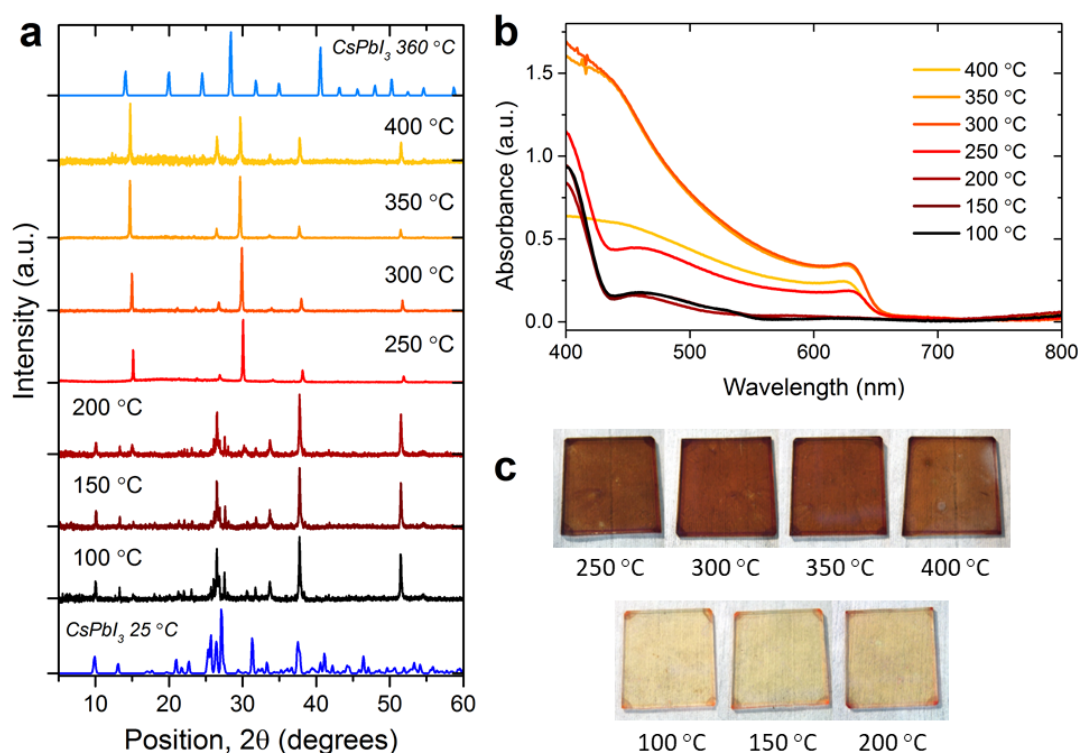 a
CsPbI₃ 360 °C
400 °C
350 °C
300 °C
250 °C
200 °C
150 °C
100 °C
CsPbI₃ 25 °C
Intensity (a.u.)
10 20 30 40 50 60
Position, 2θ (degrees)
b
400 °C
350 °C
300 °C
250 °C
200 °C
150 °C
100 °C
1.5
1.0
0.5
0.0
Absorbance (a.u.)
400 500 600 700 800
Wavelength (nm)
c
250 °C 300 °C 350 °C 400 °C
100 °C 150 °C 200 °C